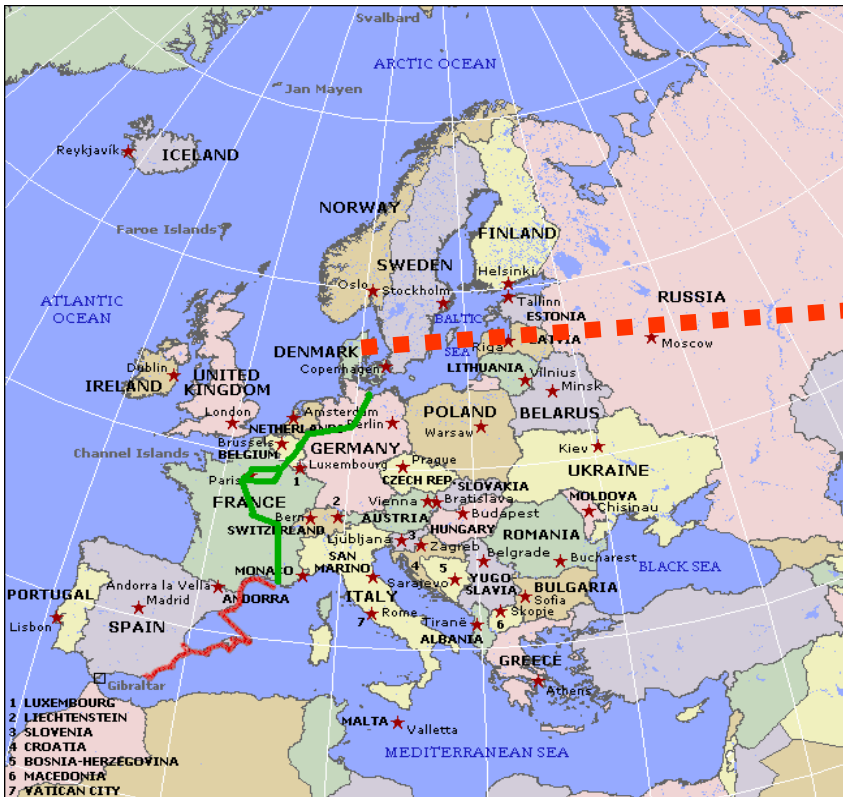 Svalbard
ARCTIC OCEAN
Jan Mayen
Reykjavík
ICELAND
NORWAY
Faroe Islands
FINLAND
SWEDEN
Helsinki
Oslo
Stockholm
Tallinn
RUSSIA
ATLANTIC
OCEAN
BALTIC
SEA
ESTONIA
Riga
LATVIA
Moscow
DENMARK
Copenhagen
LITHUANIA
Vilnius
Minsk
Dublin
IRELAND
UNITED
KINGDOM
BELARUS
London
Amsterdam
NETHERLANDS
Berlin
POLAND
Warsaw
Channel Islands
Brussels
BELGIUM
GERMANY
Kiev
UKRAINE
Luxembourg
Prague
Paris
1
CZECH REP.
SLOVAKIA
FRANCE
2
Vienna
Bratislava
MOLDOVA
Chisinau
Bern
AUSTRIA
Budapest
SWITZERLAND
HUNGARY
ROMANIA
Ljubljana
3
Zagreb
Belgrade
Bucharest
SAN
MARINO
4
5
BLACK SEA
MONACO
Andorra la Vella
ANDORRA
Sarajevo
YUGO
SLAVIA
BULGARIA
PORTUGAL
Madrid
ITALY
Sofia
Lisbon
SPAIN
7
Rome
Skopje
6
Tiranë
ALBANIA
GREECE
Gibraltar
Athens
1 LUXEMBOURG
2 LIECHTENSTEIN
3 SLOVENIA
4 CROATIA
5 BOSNIA-HERZEGOVINA
6 MACEDONIA
7 VATICAN CITY
MALTA
Valletta
MEDITERRANEAN SEA